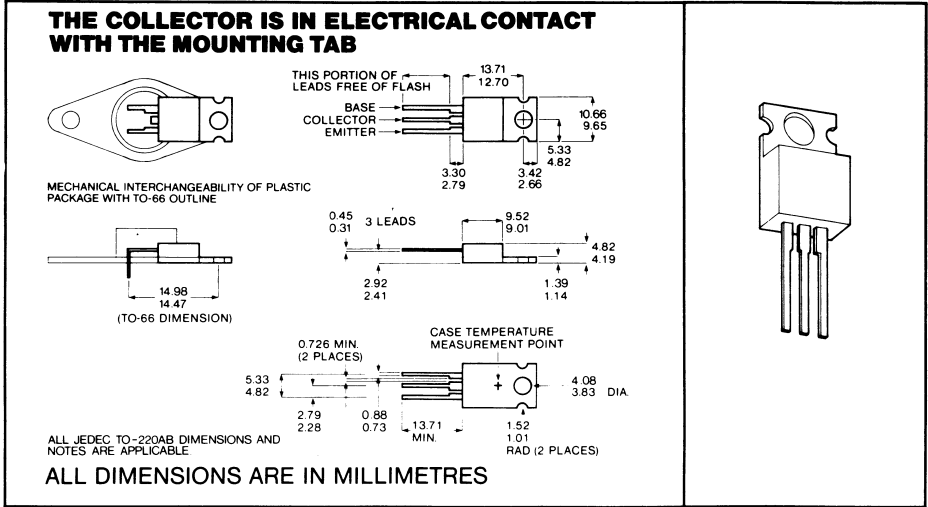 THE COLLECTOR IS IN ELECTRICAL CONTACT
WITH THE MOUNTING TAB
THIS PORTION OF
LEADS FREE OF FLASH
13.71
12.70
BASE
COLLECTOR
EMITTER
10.66
9.65
5.33
4.82
3.30
2.79
3.42
2.66
MECHANICAL INTERCHANGEABILITY OF PLASTIC
PACKAGE WITH TO-66 OUTLINE
0.45
0.31
3 LEADS
9.52
9.01
4.82
4.19
2.92
2.41
1.39
1.14
14.98
14.47
(TO-66 DIMENSION)
CASE TEMPERATURE
MEASUREMENT POINT
0.726 MIN.
(2 PLACES)
5.33
4.82
4.08
3.83 DIA.
2.79
2.28
0.88
0.73
13.71
MIN.
1.52
1.01
RAD (2 PLACES)
ALL JEDEC TO-220AB DIMENSIONS AND
NOTES ARE APPLICABLE
ALL DIMENSIONS ARE IN MILLIMETRES